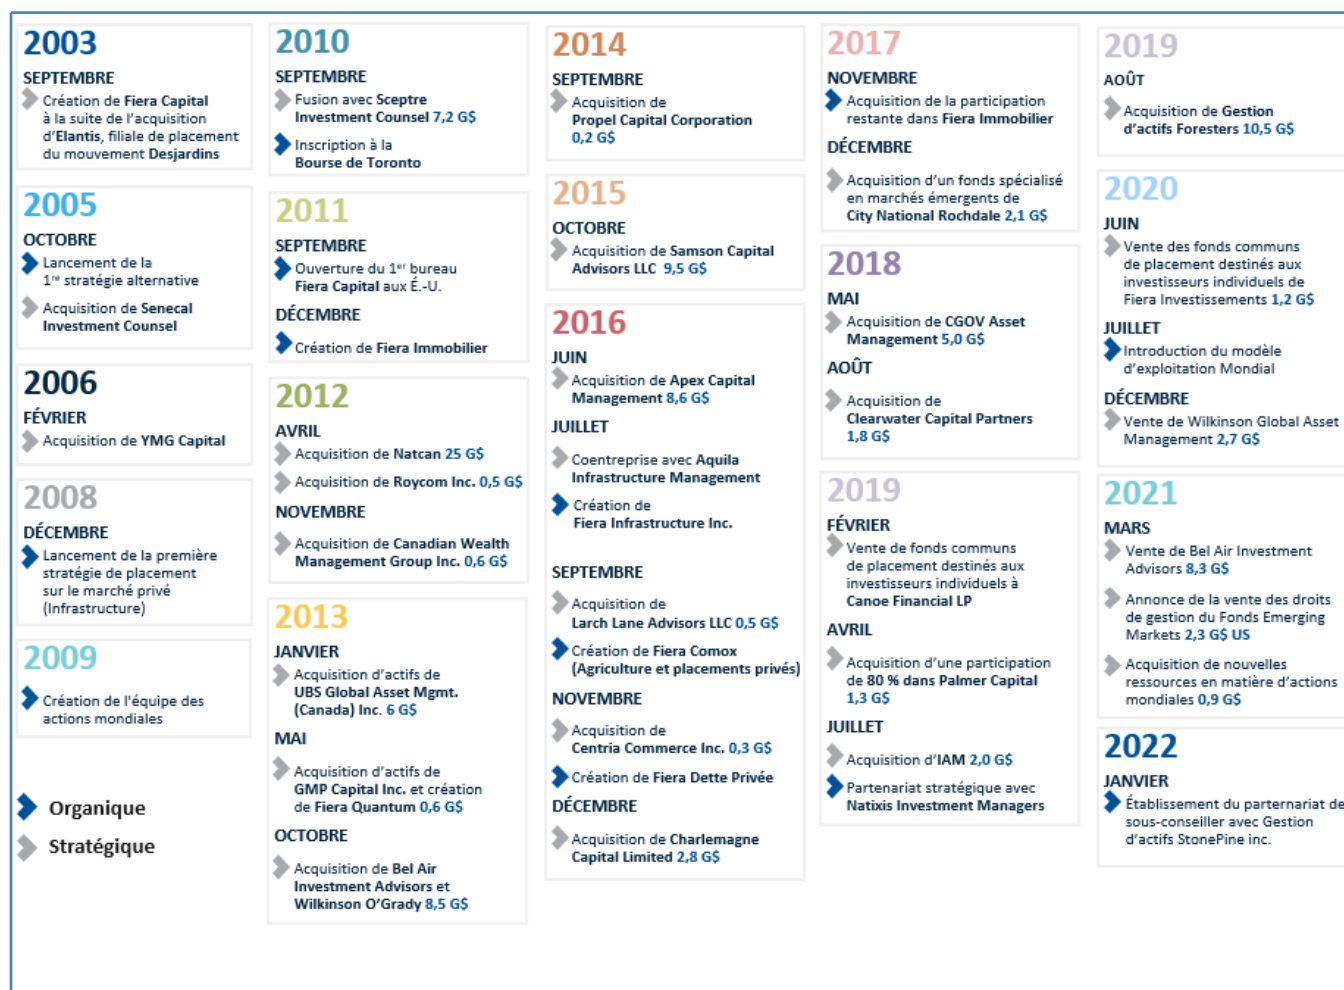 2003
SEPTEMBRE
Création de Fiera Capital
à la suite de l'acquisition
d'Elantis, filiale de placement
du mouvement Desjardins
2005
OCTOBRE
Lancement de la
1re stratégie alternative
Acquisition de Senecal
Investment Counsel
2006
FÉVRIER
Acquisition de YMG Capital
2008
DÉCEMBRE
Lancement de la première
stratégie de placement
sur le marché privé
(Infrastructure)
2009
Création de l'équipe des
actions mondiales
Organique
Stratégique
2010
SEPTEMBRE
Fusion avec Sceptre
Investment Counsel 7,2 G$
Inscription à la
Bourse de Toronto
2011
SEPTEMBRE
Ouverture du 1er bureau
Fiera Capital aux É.-U.
DÉCEMBRE
Création de Fiera Immobilier
2012
AVRIL
Acquisition de Natcan 25 G$
Acquisition de Roycom Inc. 0,5 G$
NOVEMBRE
Acquisition de Canadian Wealth
Management Group Inc. 0,6 G$
2013
JANVIER
Acquisition d'actifs de
UBS Global Asset Mgmt.
(Canada) Inc. 6 G$
MAI
Acquisition d'actifs de
GMP Capital Inc. et création
de Fiera Quantum 0,6 G$
OCTOBRE
Acquisition de Bel Air
Investment Advisors et
Wilkinson O'Grady 8,5 G$
2014
SEPTEMBRE
Acquisition de
Propel Capital Corporation
0,2 G$
2015
OCTOBRE
Acquisition de Samson Capital
Advisors LLC 9,5 G$
2016
JUIN
Acquisition de Apex Capital
Management 8,6 G$
JUILLET
Coentreprise avec Aquila
Infrastructure Management
Création de
Fiera Infrastructure Inc.
SEPTEMBRE
Acquisition de
Larch Lane Advisors LLC 0,5 G$
Création de Fiera Comox
(Agriculture et placements privés)
NOVEMBRE
Acquisition de
Centria Commerce Inc. 0,3 G$
Création de Fiera Dette Privée
DÉCEMBRE
Acquisition de Charlemagne
Capital Limited 2,8 G$
2017
NOVEMBRE
Acquisition de la participation
restante dans Fiera Immobilier
DÉCEMBRE
Acquisition d'un fonds spécialisé
en marchés émergents de
City National Rochdale 2,1 G$
2018
MAI
Acquisition de CGOV Asset
Management 5,0 G$
AOÛT
Acquisition de
Clearwater Capital Partners
1,8 G$
2019
FÉVRIER
Vente de fonds communs
de placement destinés aux
investisseurs individuels à
Canoe Financial LP
AVRIL
Acquisition d'une participation
de 80 % dans Palmer Capital
1,3 G$
JUILLET
Acquisition d'IAM 2,0 G$
Partenariat stratégique avec
Natixis Investment Managers
2019
AOÛT
Acquisition de Gestion
d'actifs Foresters 10,5 G$
2020
JUIN
Vente des fonds communs
de placement destinés aux
investisseurs individuels de
Fiera Investissements 1,2 G$
JUILLET
Introduction du modèle
d'exploitation Mondial
DÉCEMBRE
Vente de Wilkinson Global Asset
Management 2,7 G$
2021
MARS
Vente de Bel Air Investment
Advisors 8,3 G$
Annonce de la vente des droits
de gestion du Fonds Emerging
Markets 2,3 G$ US
Acquisition de nouvelles
ressources en matière d'actions
mondiales 0,9 G$
2022
JANVIER
Établissement du parternariat de
sous-conseiller avec Gestion
d'actifs StonePine inc.